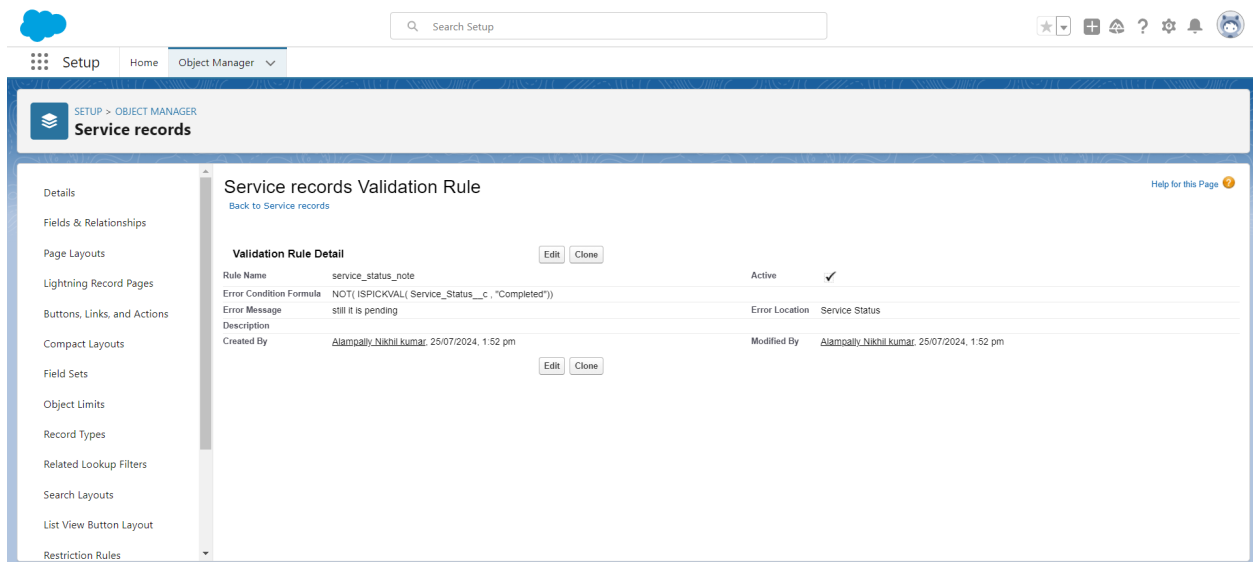 Search Setup
Setup Home Object Manager
SETUP > OBJECT MANAGER
Service records
Details
Fields & Relationships
Page Layouts
Lightning Record Pages
Buttons, Links, and Actions
Compact Layouts
Field Sets
Object Limits
Record Types
Related Lookup Filters
Search Layouts
List View Button Layout
Restriction Rules
Service records Validation Rule
Help for this Page
Back to Service records
Validation Rule Detail Edit Clone
Rule Name service_status_note Active
Error Condition Formula NOT( ISPICKVAL( Service_Status__c , "Completed"))
Error Message still it is pending Error Location Service Status
Description
Created By Alampally Nikhil kumar, 25/07/2024, 1:52 pm Modified By Alampally Nikhil kumar, 25/07/2024, 1:52 pm
Edit Clone